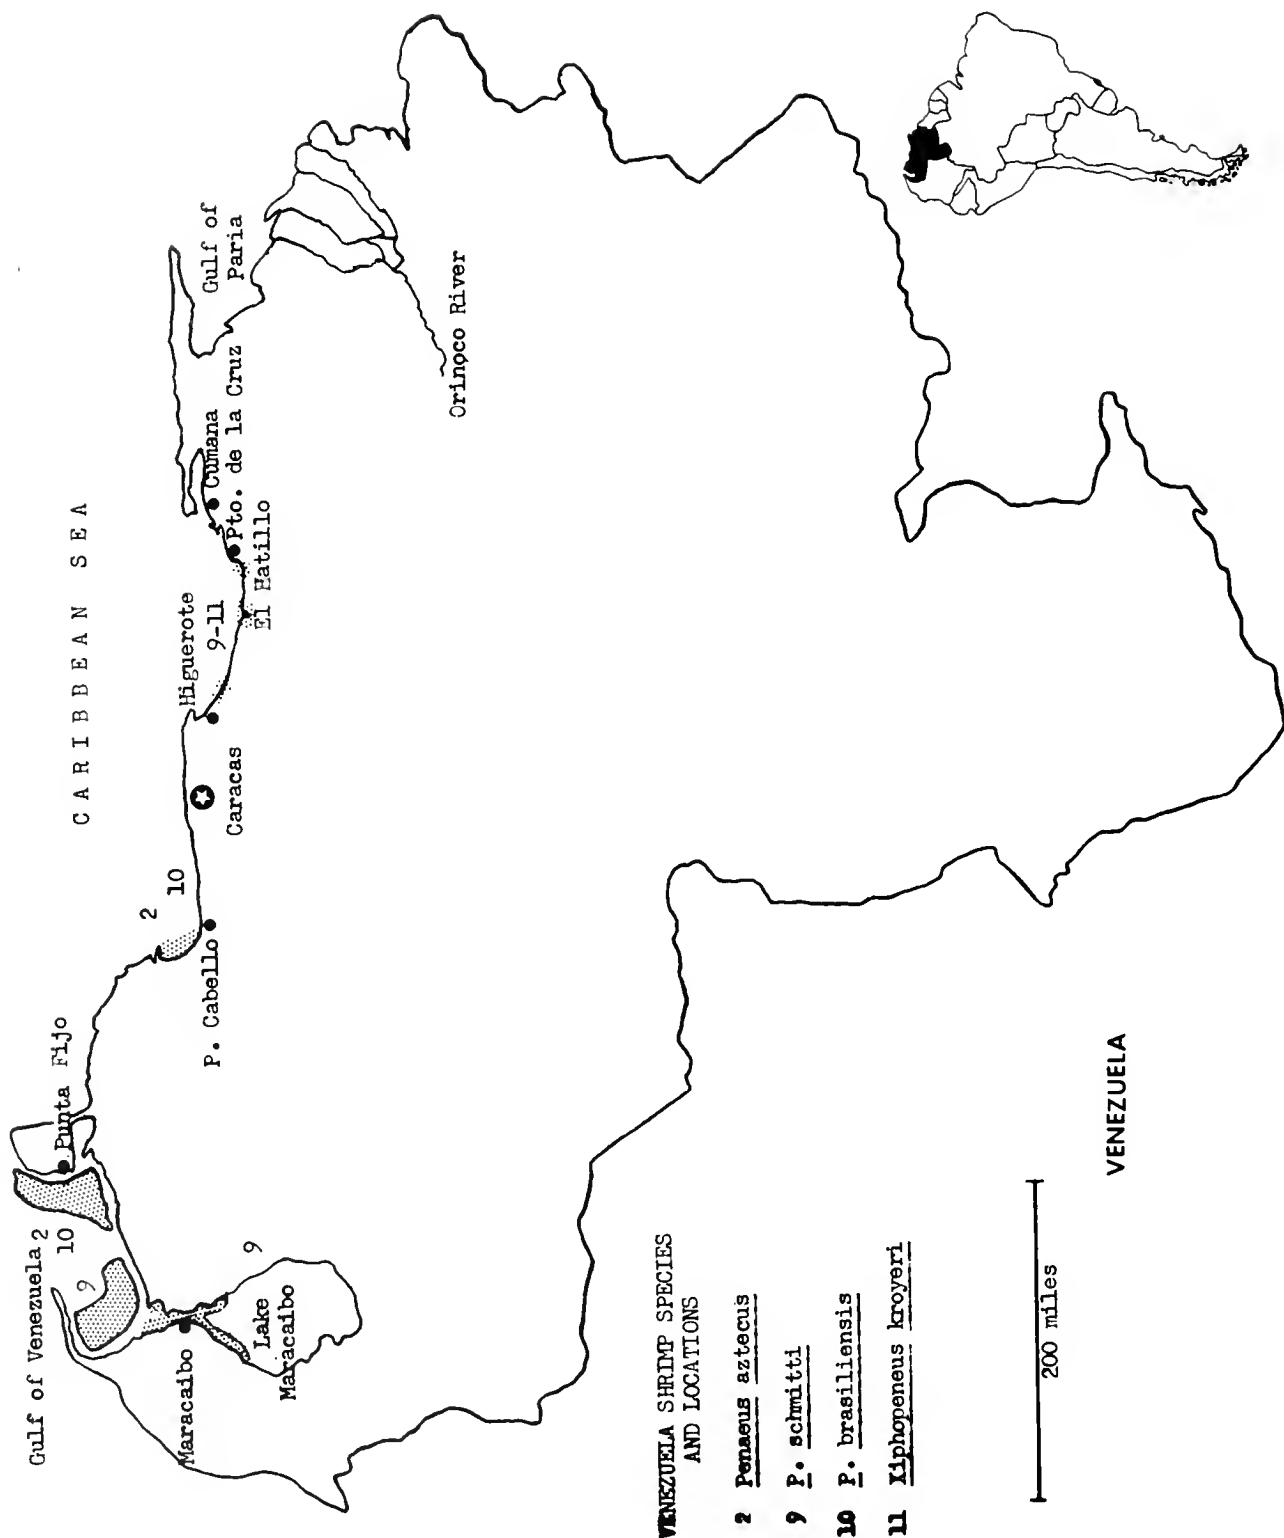 CARIBBEAN SEA
Gulf of Venezuela
2
10
9
Punta Fijo
2
10
P. Cabello
Caracas
Higuerote
9-11
El Hatillo
Cumana
Pto. de la Cruz
Gulf of
Paria
Orinoco River
Maracaibo
Lake
Maracaibo
9
VENEZUELA SHRIMP SPECIES
AND LOCATIONS
2 Penaeus aztecus
9 P. schmitti
10 P. brasiliensis
11 Xiphopeneus kroyeri
200 miles
VENEZUELA